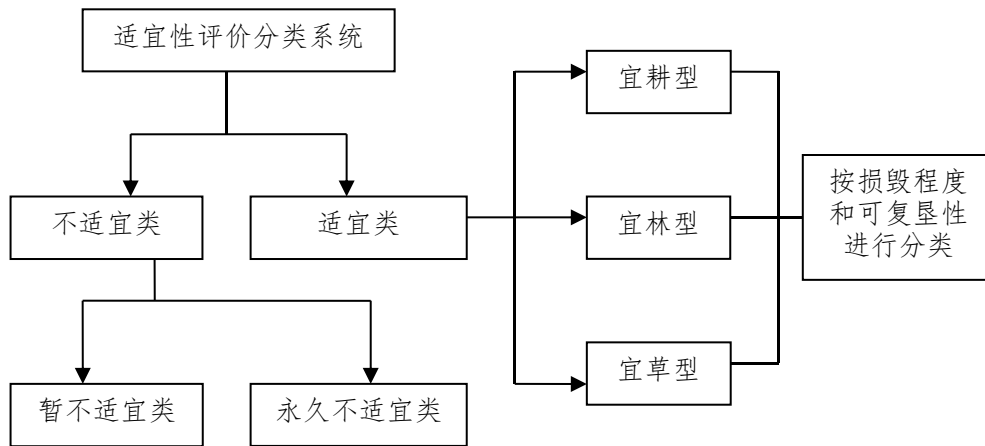 适宜性评价分类系统
宜耕型
不适宜类
适宜类
宜林型
按损毁程度
和可复垦性
进行分类
暂不适宜类
永久不适宜类
宜草型